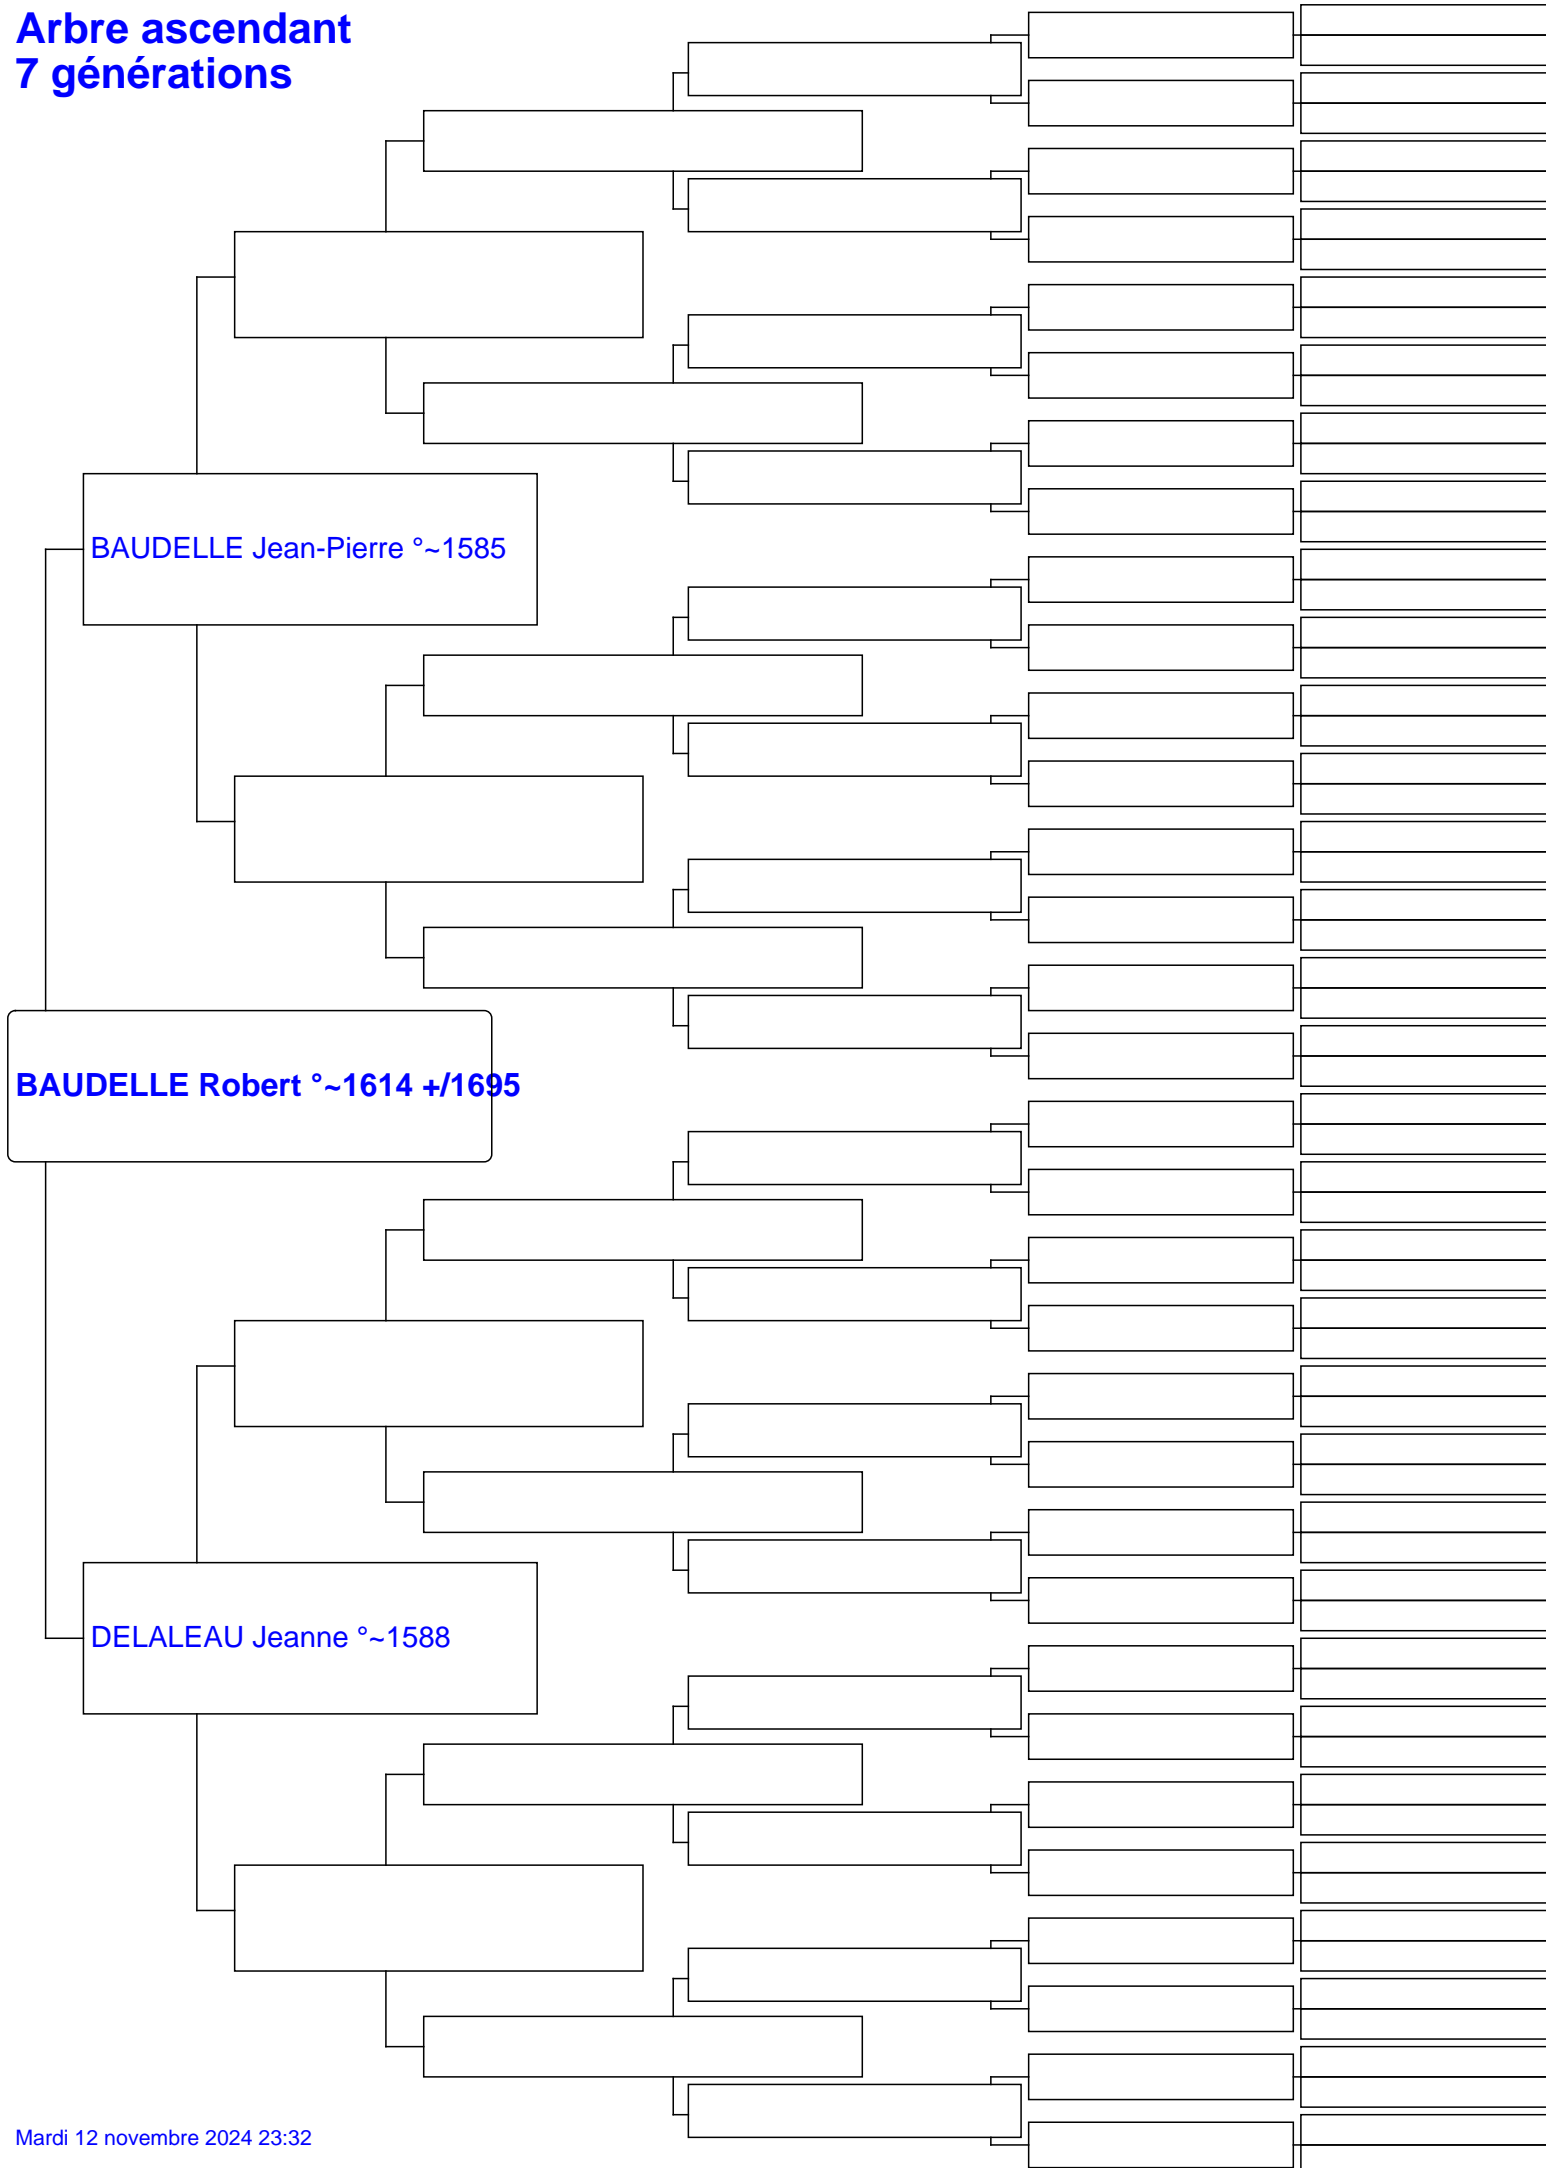 Arbre ascendant
7 générations
BAUDELLE Jean-Pierre °~1585
BAUDELLE Robert °~1614 +/1695
DELALEAU Jeanne °~1588
Mardi 12 novembre 2024 23:32